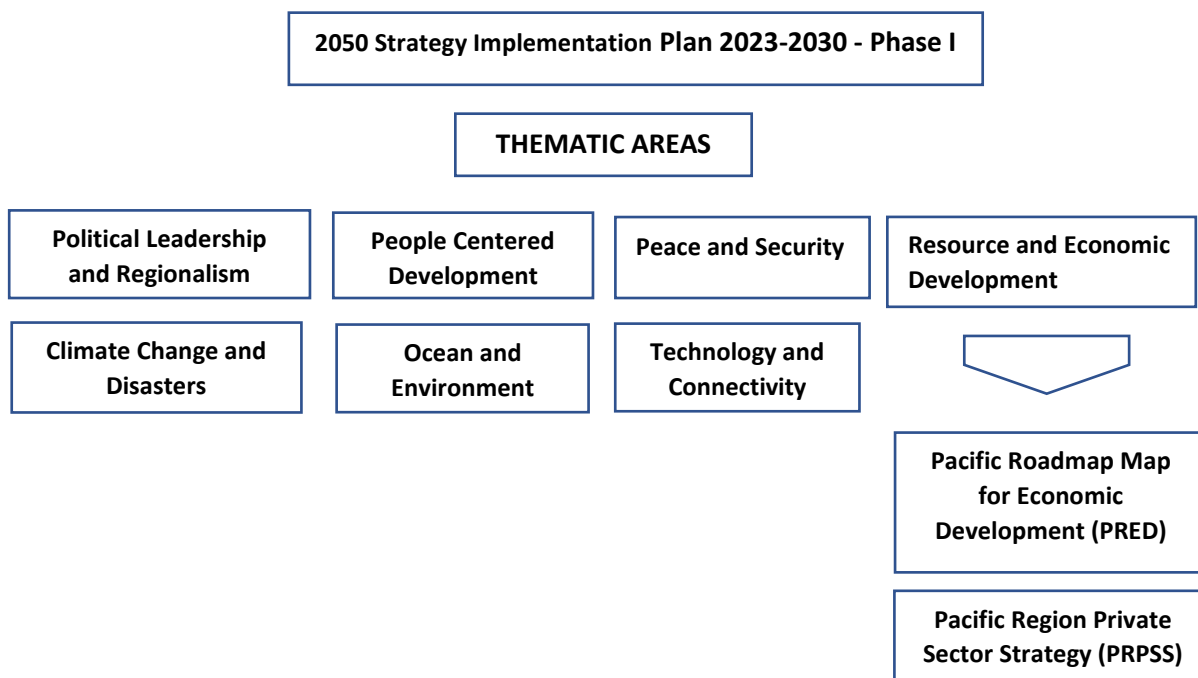 2050 Strategy Implementation Plan 2023-2030 - Phase I
THEMATIC AREAS
Political Leadership
and Regionalism
People Centered
Development
Peace and Security
Resource and Economic
Development
Climate Change and
Disasters
Ocean and
Environment
Technology and
Connectivity
Pacific Roadmap Map
for Economic
Development (PRED)
Pacific Region Private
Sector Strategy (PRPSS)